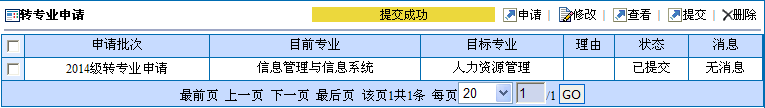 转专业申请 提交成功 申请 | 修改 | 查看 | 提交 | 删除
申请批次 目前专业 目标专业 理由 状态 消息
2014级转专业申请 信息管理与信息系统 人力资源管理 已提交 无消息
最前页 上一页 下一页 最后页 该页1共1条 每页 20 1 /1 GO